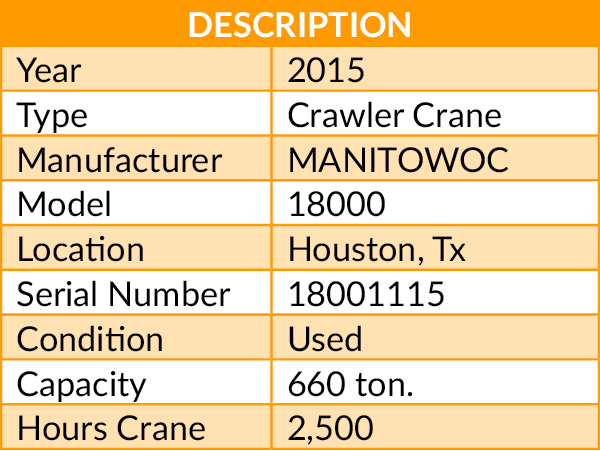 DESCRIPTION
Year 2015
Type Crawler Crane
Manufacturer MANITOWOC
Model 18000
Location Houston, Tx
Serial Number 18001115
Condition Used
Capacity 660 ton.
Hours Crane 2,500